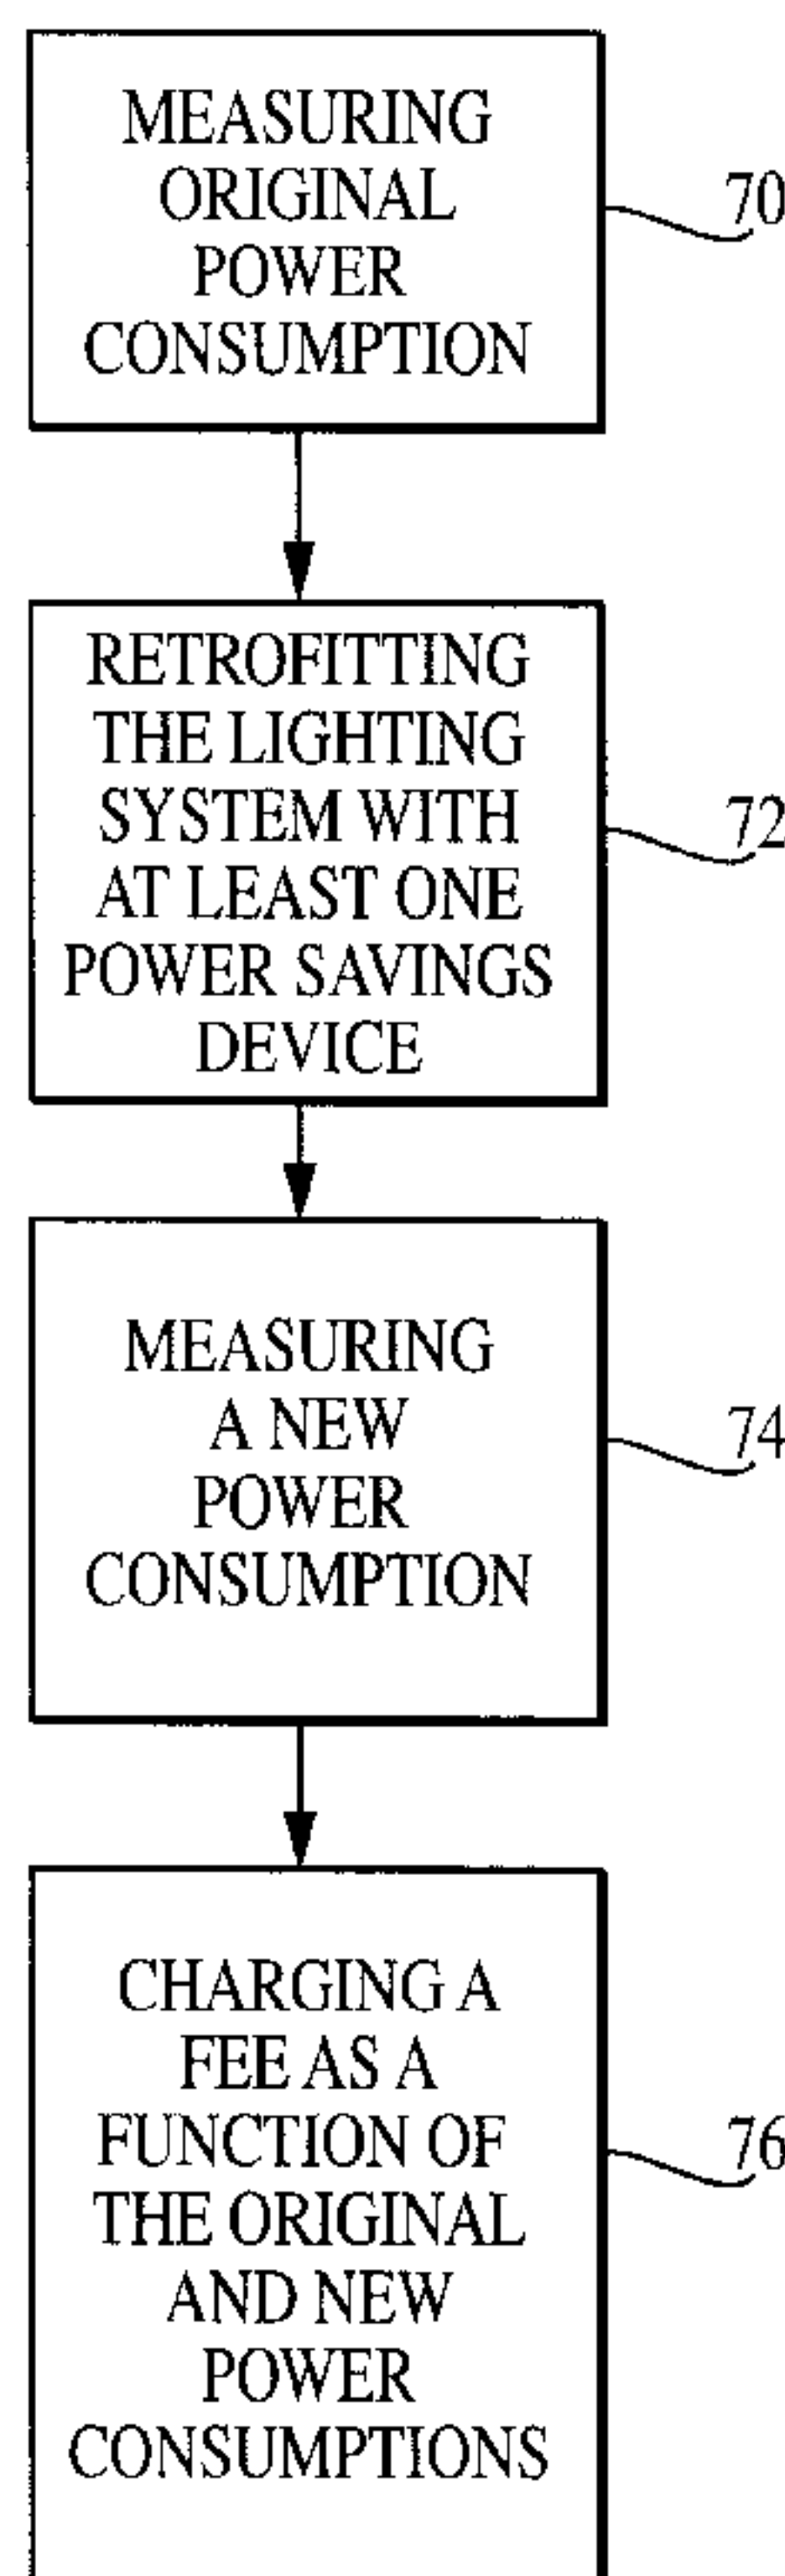 MEASURING
ORIGINAL
POWER
CONSUMPTION
70
RETROFITTING
THE LIGHTING
SYSTEM WITH
AT LEAST ONE
POWER SAVINGS
DEVICE
72
MEASURING
A NEW
POWER
CONSUMPTION
74
CHARGING A
FEE AS A
FUNCTION OF
THE ORIGINAL
AND NEW
POWER
CONSUMPTIONS
76